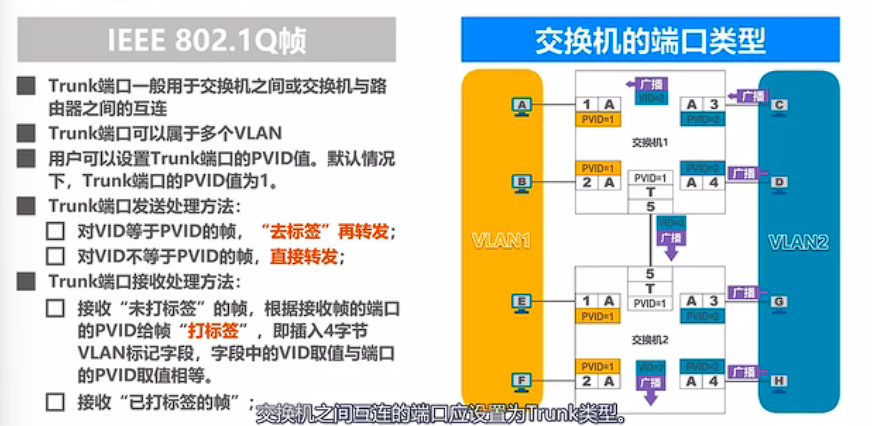 IEEE 802.1Q帧
Trunk端口一般用于交换机之间或交换机与路
由器之间的互连
Trunk端口可以属于多个VLAN
用户可以设置Trunk端口的PVID值。默认情况
下，Trunk端口的PVID值为1。
Trunk端口发送处理方法：
对VID等于PVID的帧，“去标签”再转发；
对VID不等于PVID的帧，直接转发；
Trunk端口接收处理方法：
接收“未打标签”的帧，根据接收帧的端口
的PVID给帧“打标签”，即插入4字节
VLAN标记字段，字段中的VID取值与端口
的PVID取值相等。
接收“已打标签的帧”；
交换机的端口类型
VLAN1
A
B
E
F
广播
VID=2
1 A
PVID=1
A 3
PVID=2
广播
C
交换机1
PVID=1
2 A
PVID=1
T
5
PVID=2
A 4
广播
D
VID=2
广播
5
T
PVID=1
1 A
PVID=1
A 3
PVID=2
广播
G
交换机2
PVID=1
2 A
VID=2
广播
PVID=2
A 4
广播
H
VLAN2
交换机之间互连的端口应设置为Trunk类型。